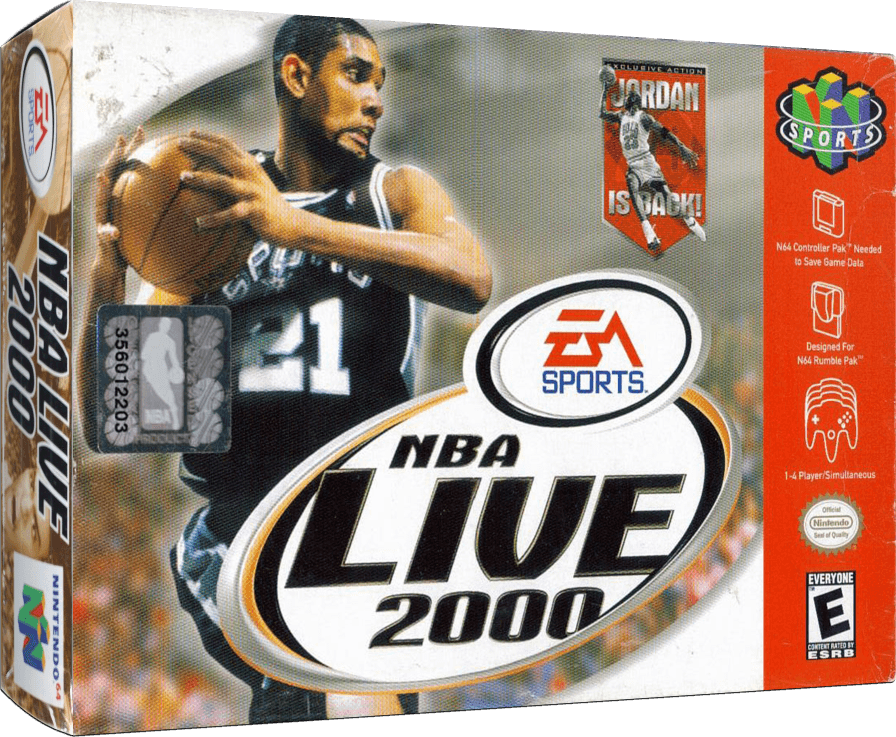 EA
SPORTS
NBA LIVE
2000
NINTENDO 64
SPURS
21
356012203
NBA
PRODUCT
EXCLUSIVE ACTION
JORDAN
BULLS
23
IS BACK!
EA
SPORTS
NBA
LIVE
2000
SPORTS
N64 Controller Pak™ Needed
to Save Game Data
Designed For
N64 Rumble Pak™
1-4 Player/Simultaneous
Official
Nintendo
Seal of Quality
EVERYONE
E
CONTENT RATED BY
ESRB